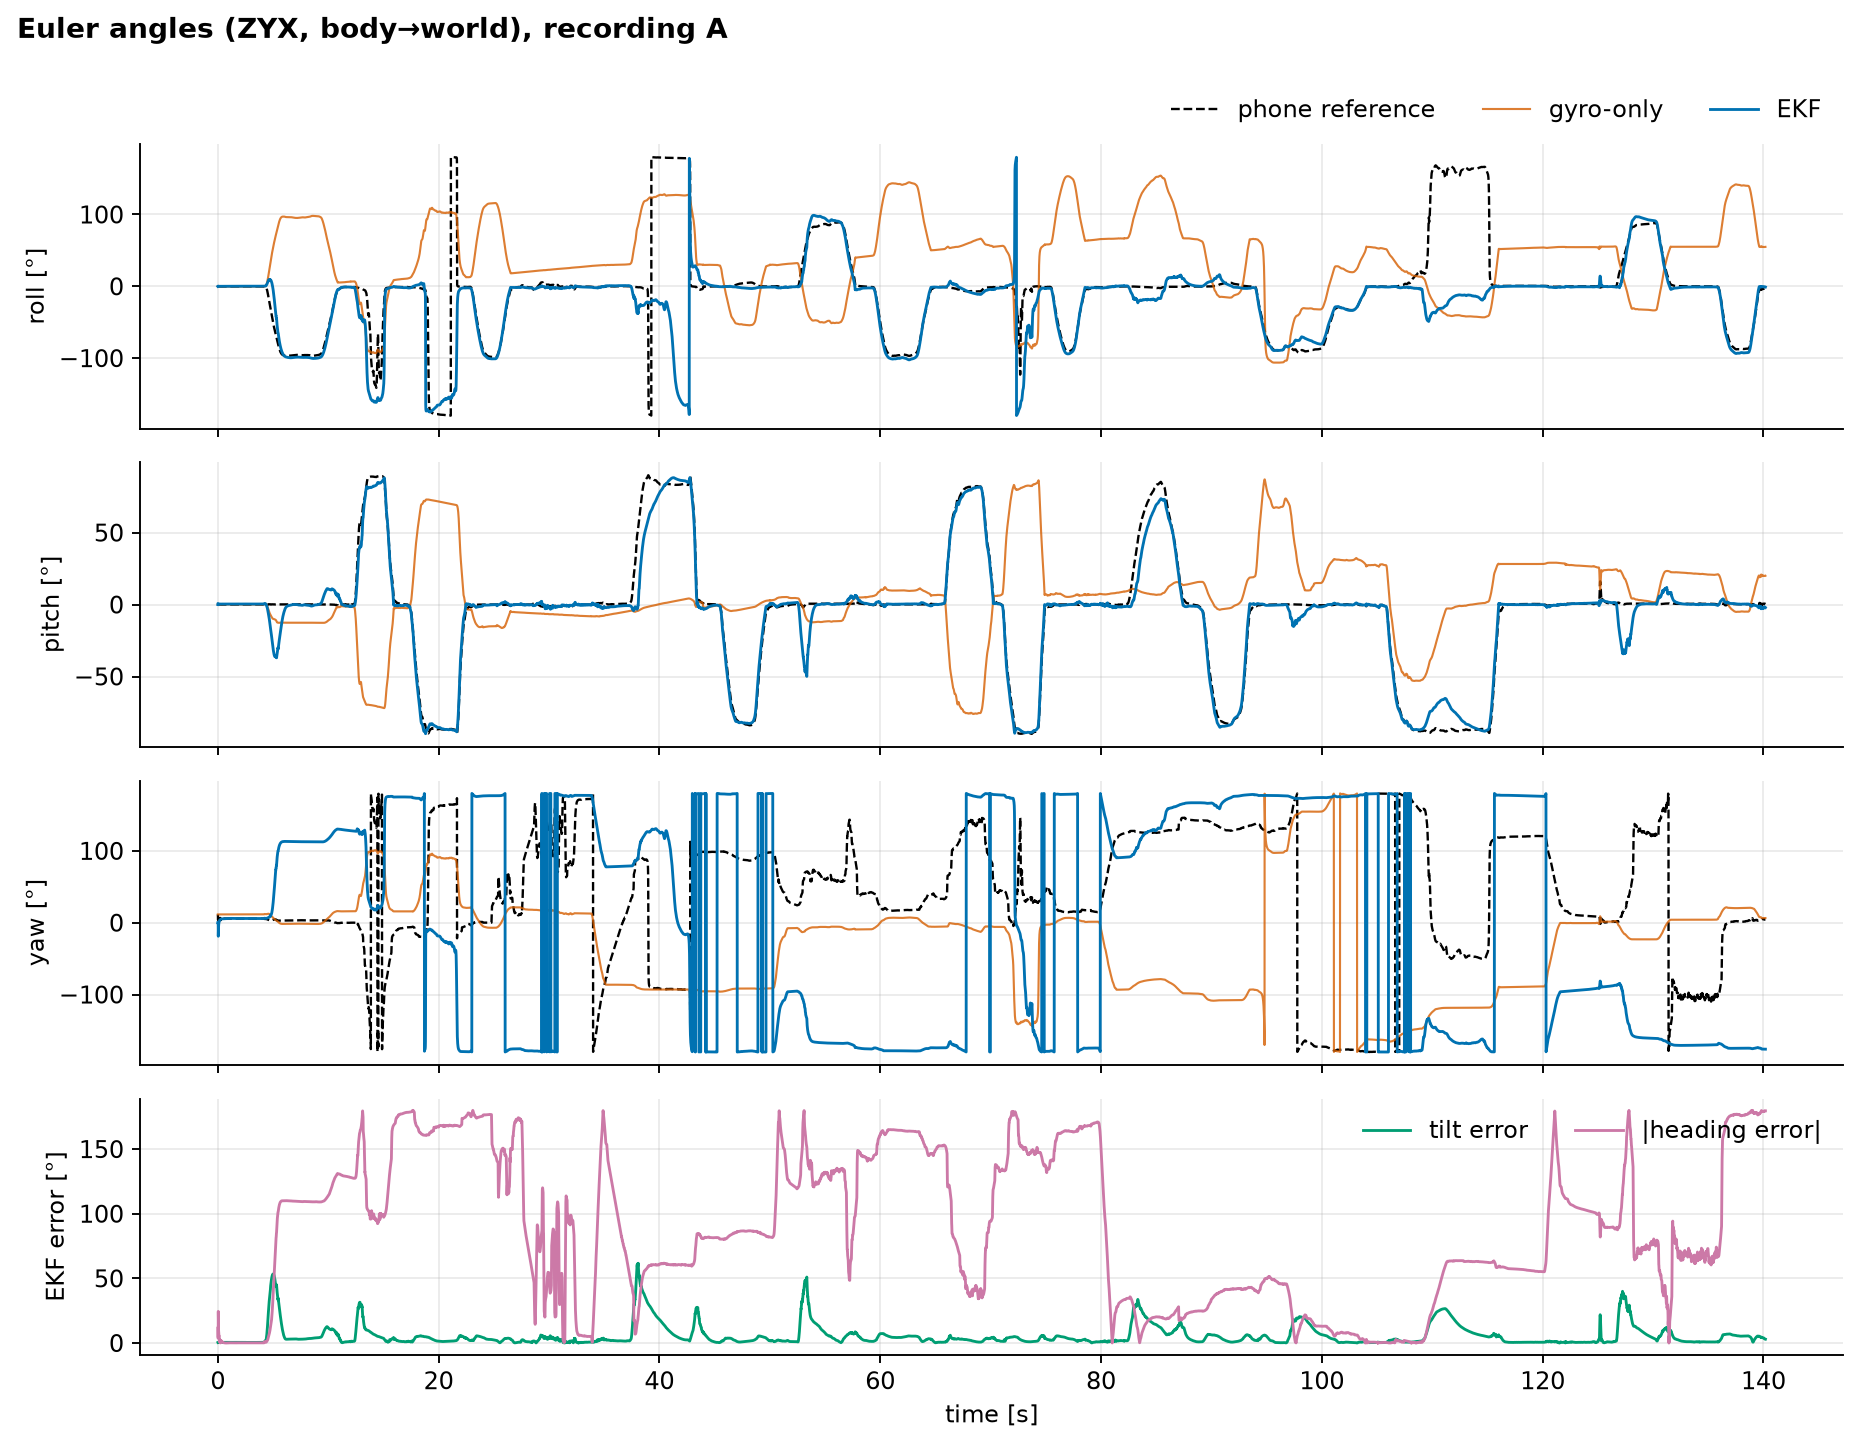 Euler angles (ZYX, body→world), recording A
phone reference gyro-only EKF
roll [°]
100
0
−100
pitch [°]
50
0
−50
yaw [°]
100
0
−100
tilt error |heading error|
EKF error [°]
150
100
50
0
0 20 40 60 80 100 120 140
time [s]